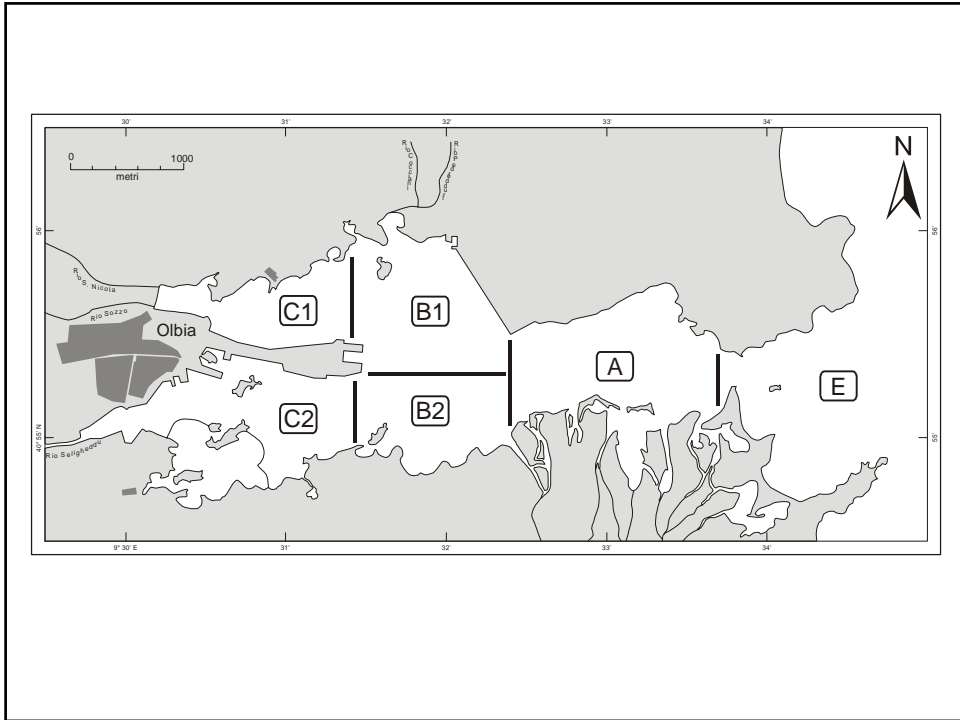 30'
31'
32'
33'
34'
0
1000
metri
N
56'
56'
Rio S. Nicola
Rio Sozzo
Olbia
C1
B1
A
E
C2
B2
40° 55' N
55'
Rio Seligheddu
9° 30' E
31'
32'
33'
34'